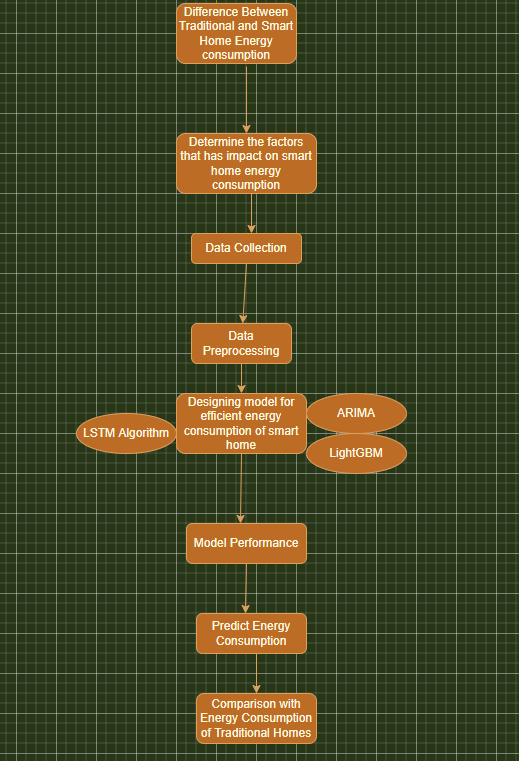 Difference Between
Traditional and Smart
Home Energy
consumption
Determine the factors
that has impact on smart
home energy
consumption
Data Collection
Data
Preprocessing
Designing model for
efficient energy
consumption of smart
home
LSTM Algorithm
ARIMA
LightGBM
Model Performance
Predict Energy
Consumption
Comparison with
Energy Consumption
of Traditional Homes